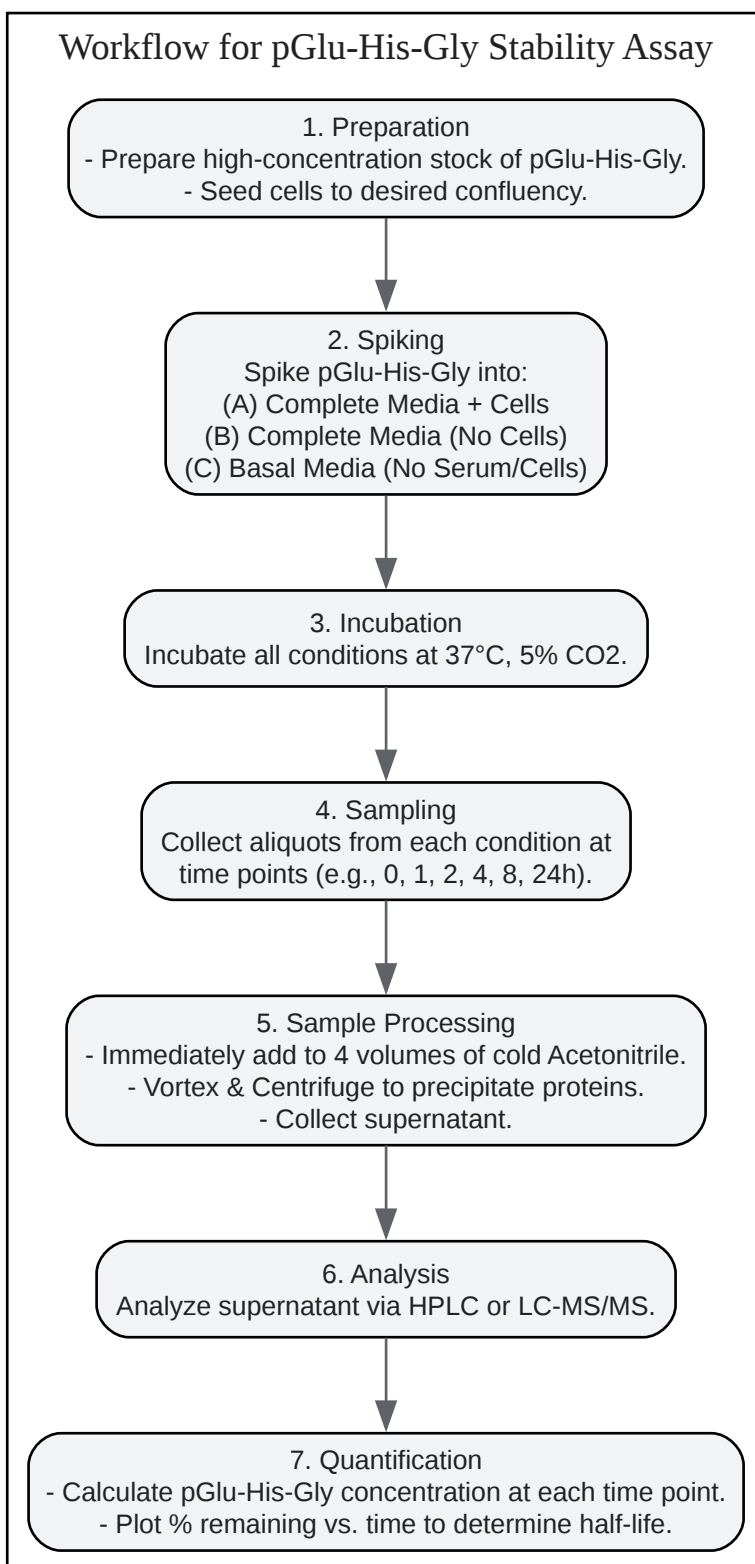 Workflow for pGlu-His-Gly Stability Assay
1. Preparation
- Prepare high-concentration stock of pGlu-His-Gly.
- Seed cells to desired confluency.
2. Spiking
Spike pGlu-His-Gly into:
(A) Complete Media + Cells
(B) Complete Media (No Cells)
(C) Basal Media (No Serum/Cells)
3. Incubation
Incubate all conditions at 37°C, 5% CO2.
4. Sampling
Collect aliquots from each condition at
time points (e.g., 0, 1, 2, 4, 8, 24h).
5. Sample Processing
- Immediately add to 4 volumes of cold Acetonitrile.
- Vortex & Centrifuge to precipitate proteins.
- Collect supernatant.
6. Analysis
Analyze supernatant via HPLC or LC-MS/MS.
7. Quantification
- Calculate pGlu-His-Gly concentration at each time point.
- Plot % remaining vs. time to determine half-life.